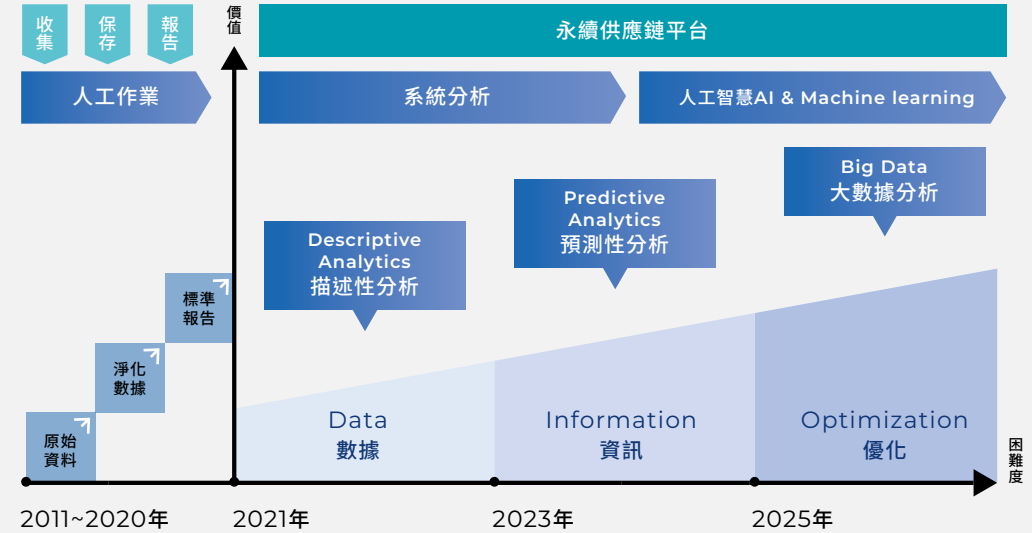 收集
保存
報告
價值
永續供應鏈平台
人工作業
系統分析
人工智慧AI & Machine learning
Big Data
大數據分析
Predictive
Analytics
預測性分析
Descriptive
Analytics
描述性分析
標準
報告
淨化
數據
原始
資料
Data
數據
Information
資訊
Optimization
優化
困難度
2011~2020年
2021年
2023年
2025年